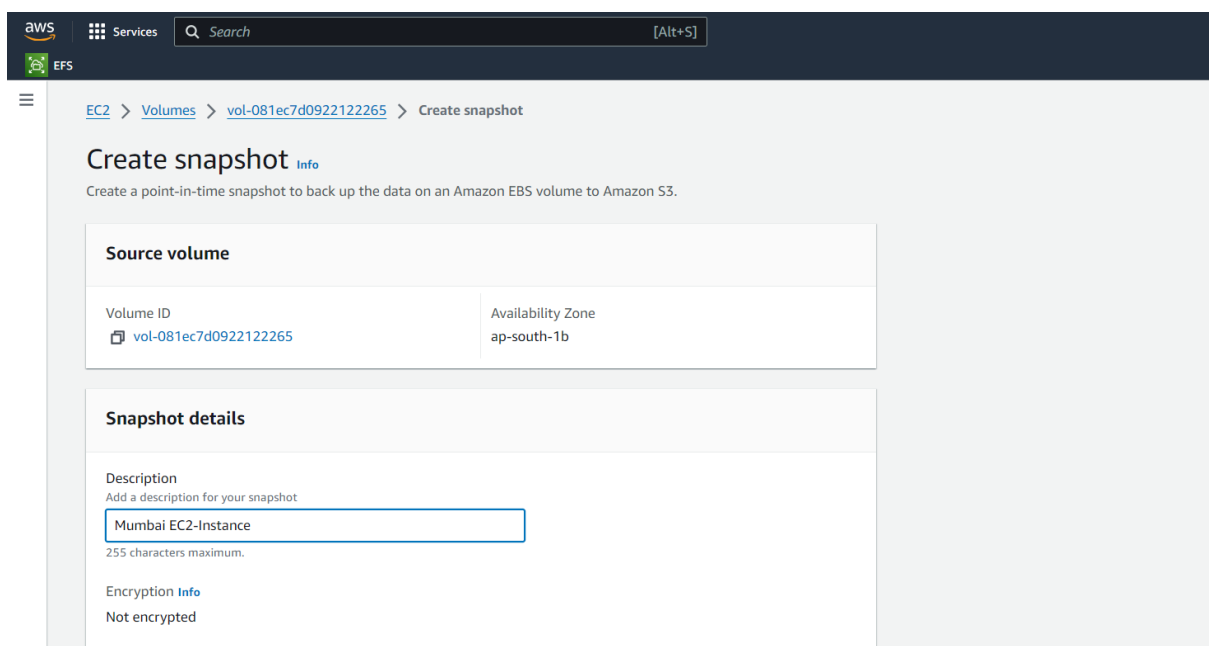 aws Services Search [Alt+S]
EFS
EC2 > Volumes > vol-081ec7d0922122265 > Create snapshot
Create snapshot Info
Create a point-in-time snapshot to back up the data on an Amazon EBS volume to Amazon S3.
Source volume
Volume ID Availability Zone
vol-081ec7d0922122265 ap-south-1b
Snapshot details
Description
Add a description for your snapshot
Mumbai EC2-Instance
255 characters maximum.
Encryption Info
Not encrypted